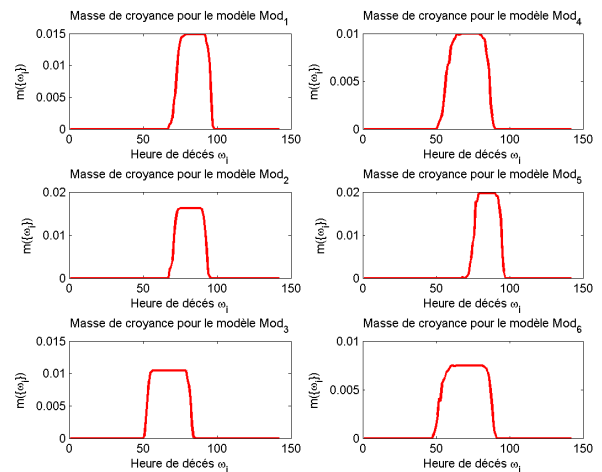 Masse de croyance pour le modèle Mod1
0.015
0.01
0.005
0
m({ωi})
0 50 100 150
Heure de décés ωi
Masse de croyance pour le modèle Mod4
0.01
0.005
0
m({ωi})
0 50 100 150
Heure de décés ωi
Masse de croyance pour le modèle Mod2
0.02
0.01
0
m({ωi})
0 50 100 150
Heure de décés ωi
Masse de croyance pour le modèle Mod5
0.02
0.01
0
m({ωi})
0 50 100 150
Heure de décés ωi
Masse de croyance pour le modèle Mod3
0.015
0.01
0.005
0
m({ωi})
0 50 100 150
Heure de décés ωi
Masse de croyance pour le modèle Mod6
0.01
0.005
0
m({ωi})
0 50 100 150
Heure de décés ωi